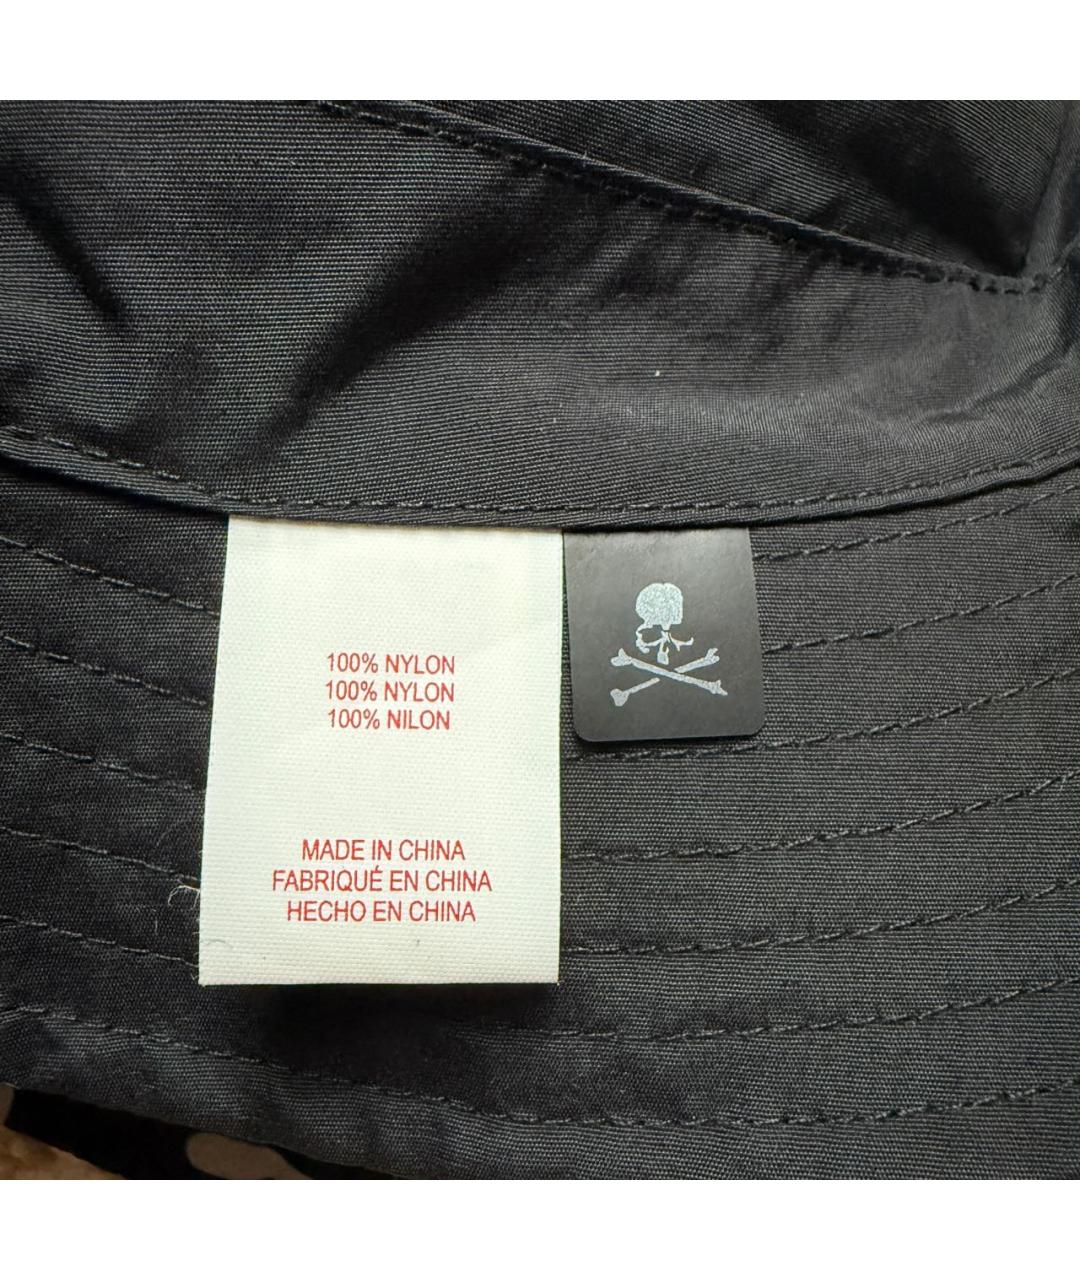 100% NYLON
100% NYLON
100% NILON
MADE IN CHINA
FABRIQUÉ EN CHINA
HECHO EN CHINA